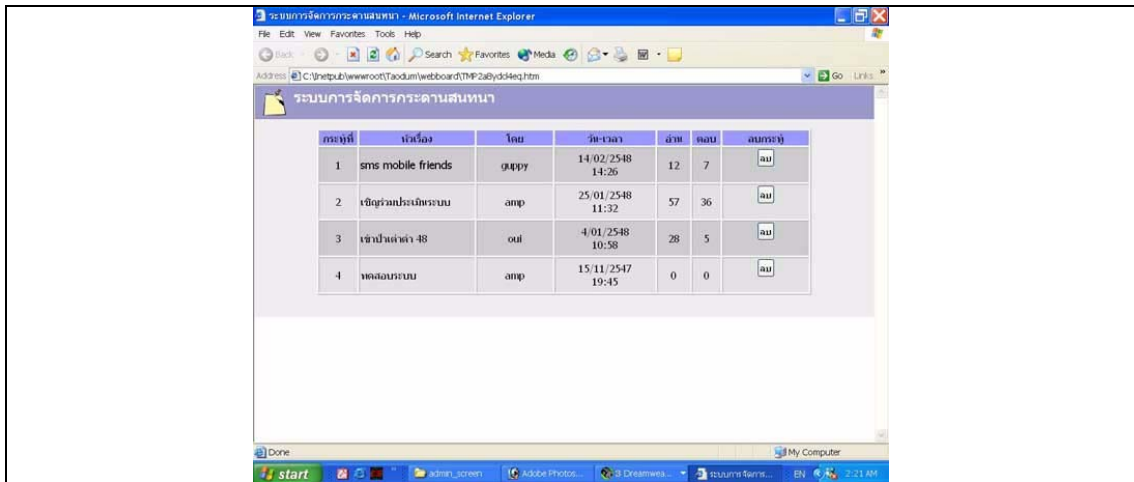 ระบบการจัดการกระดานสนทนา - Microsoft Internet Explorer
File Edit View Favorites Tools Help
Back Search Favorites Media
Address C:\Inetpub\wwwroot\Taodum\webboard\TMP2aBydcl4eq.htm Go Links »
ระบบการจัดการกระดานสนทนา
กระทู้ที่ หัวเรื่อง โดย วัน-เวลา อ่าน ตอบ ลบกระทู้
1 sms mobile friends guppy 14/02/2548 14:26 12 7 ลบ
2 เชิญร่วมประเมินระบบ amp 25/01/2548 11:32 57 36 ลบ
3 เข้าป่าเต่าดำ 48 oui 4/01/2548 10:58 28 5 ลบ
4 ทดสอบระบบ amp 15/11/2547 19:45 0 0 ลบ
Done My Computer
start admin_screen Adobe Photos... Dreamwea... ระบบการจัดการ... EN 2:21 AM